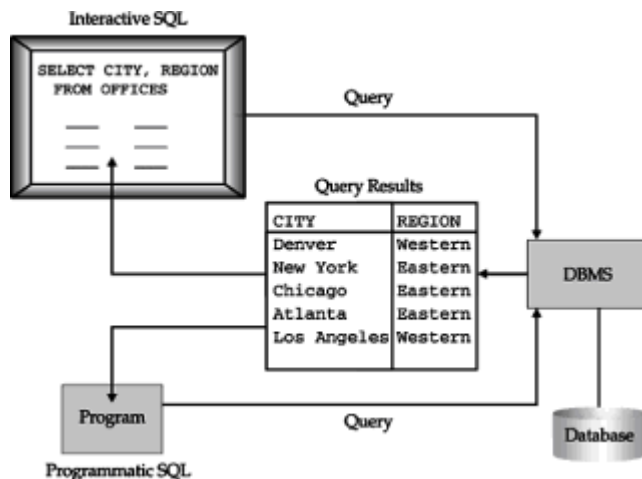 Interactive SQL
SELECT CITY, REGION
FROM OFFICES
Query
Query Results
CITY REGION
Denver Western
New York Eastern
Chicago Eastern
Atlanta Eastern
Los Angeles Western
DBMS
Program
Query
Database
Programmatic SQL